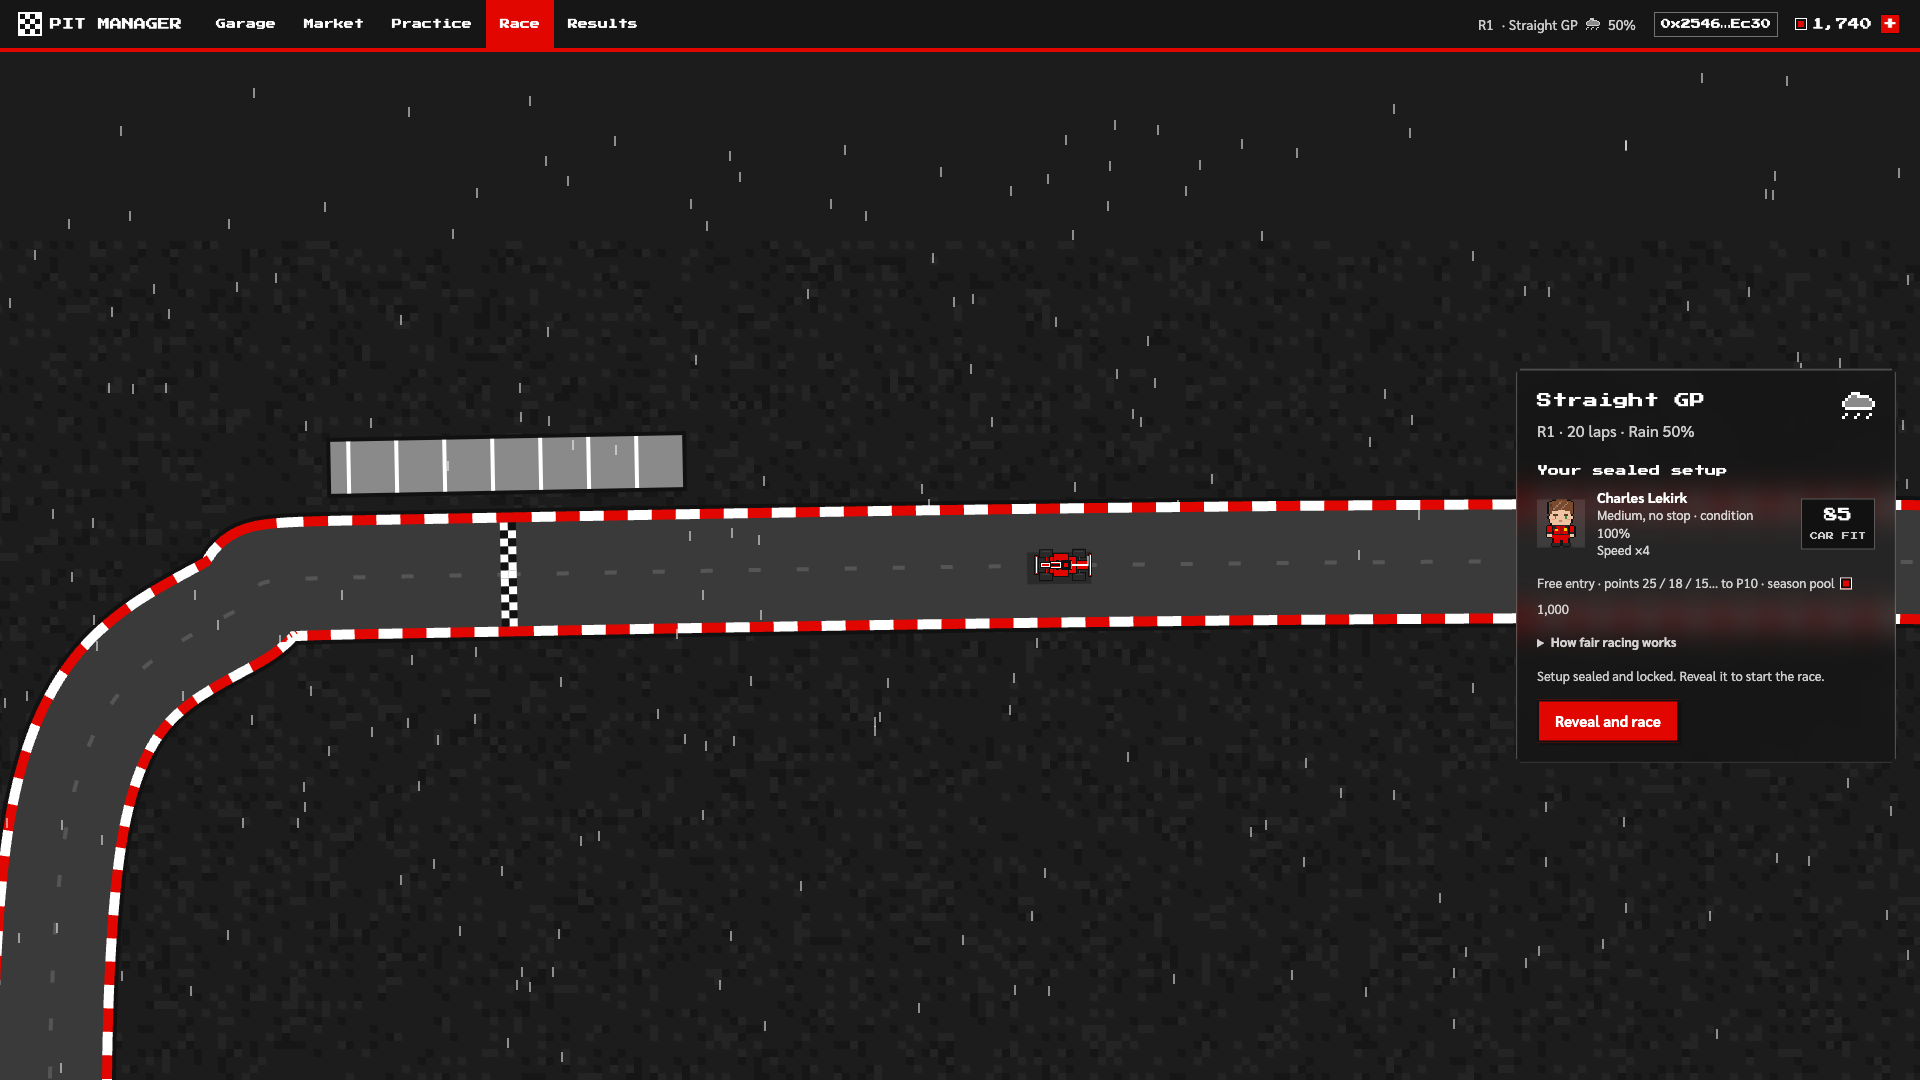 PIT MANAGER Garage Market Practice Race Results R1 · Straight GP 50% 0x2546…Ec30 1,740 +
Straight GP
R1 · 20 laps · Rain 50%
Your sealed setup
Charles Lekirk
Medium, no stop · condition
100%
Speed x4
85
CAR FIT
Free entry · points 25 / 18 / 15… to P10 · season pool
1,000
How fair racing works
Setup sealed and locked. Reveal it to start the race.
Reveal and race